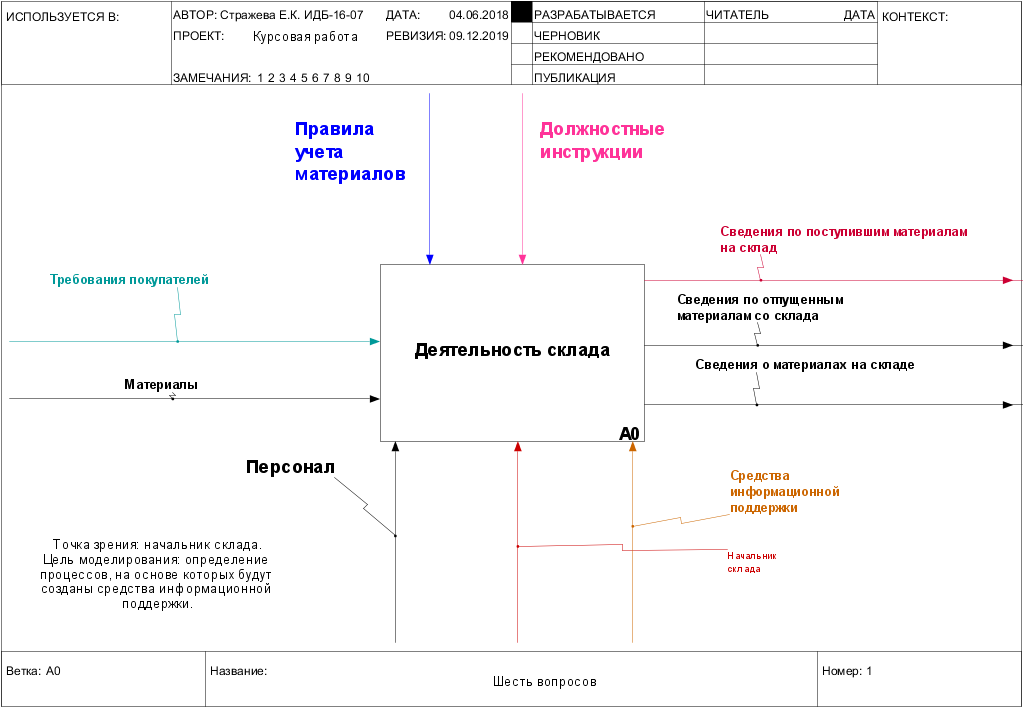 ИСПОЛЬЗУЕТСЯ В:
АВТОР: Стражева Е.К. ИДБ-16-07
ДАТА: 04.06.2018
ПРОЕКТ: Курсовая работа
РЕВИЗИЯ: 09.12.2019
ЗАМЕЧАНИЯ: 1 2 3 4 5 6 7 8 9 10
РАЗРАБАТЫВАЕТСЯ
ЧЕРНОВИК
РЕКОМЕНДОВАНО
ПУБЛИКАЦИЯ
ЧИТАТЕЛЬ ДАТА
КОНТЕКСТ:
Правила
учета
материалов
Должностные
инструкции
Сведения по поступившим материалам
на склад
Требования покупателей
Сведения по отпущенным
материалам со склада
Деятельность склада
Сведения о материалах на складе
Материалы
A0
Персонал
Средства
информационной
поддержки
Начальник
склада
Точка зрения: начальник склада.
Цель моделирования: определение
процессов, на основе которых будут
созданы средства информационной
поддержки.
Ветка: A0
Название:
Шесть вопросов
Номер: 1